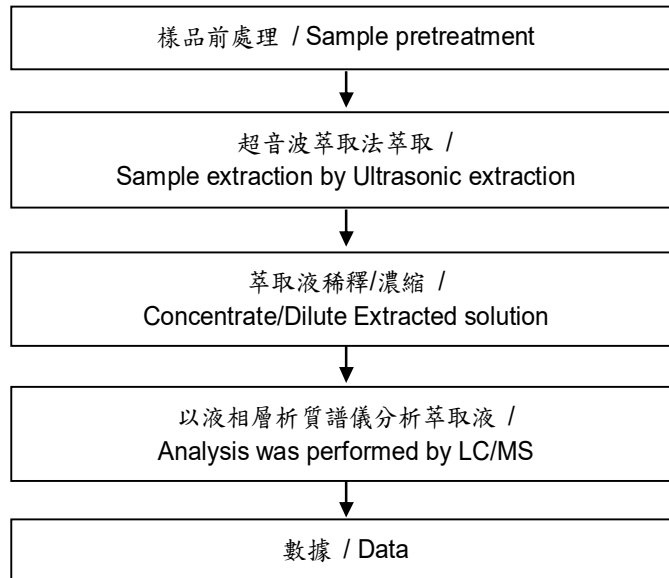 樣品前處理 / Sample pretreatment
超音波萃取法萃取 /
Sample extraction by Ultrasonic extraction
萃取液稀釋/濃縮 /
Concentrate/Dilute Extracted solution
以液相層析質譜儀分析萃取液 /
Analysis was performed by LC/MS
數據 / Data